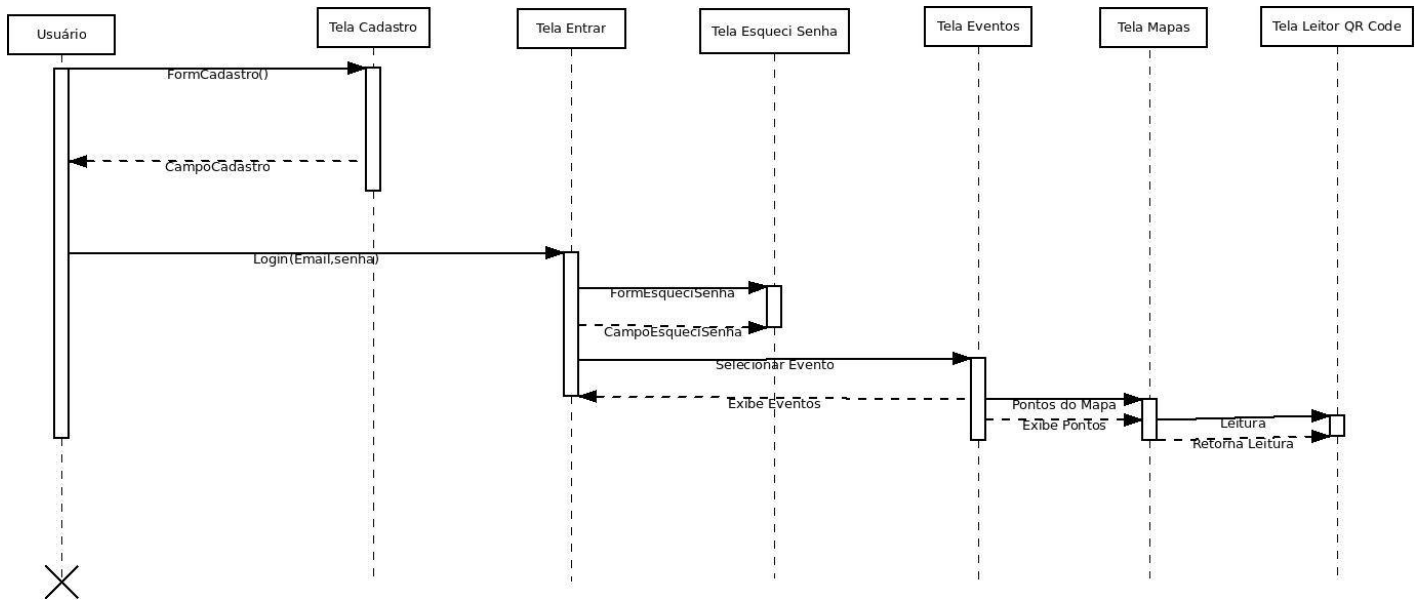 Usuário
Tela Cadastro
Tela Entrar
Tela Esqueci Senha
Tela Eventos
Tela Mapas
Tela Leitor QR Code
FormCadastro()
CampoCadastro
Login(Email,senha)
FormEsqueciSenha
CampoEsqueciSenha
Selecionar Evento
Exibe Eventos
Pontos do Mapa
Exibe Pontos
Leitura
Retorna Leitura